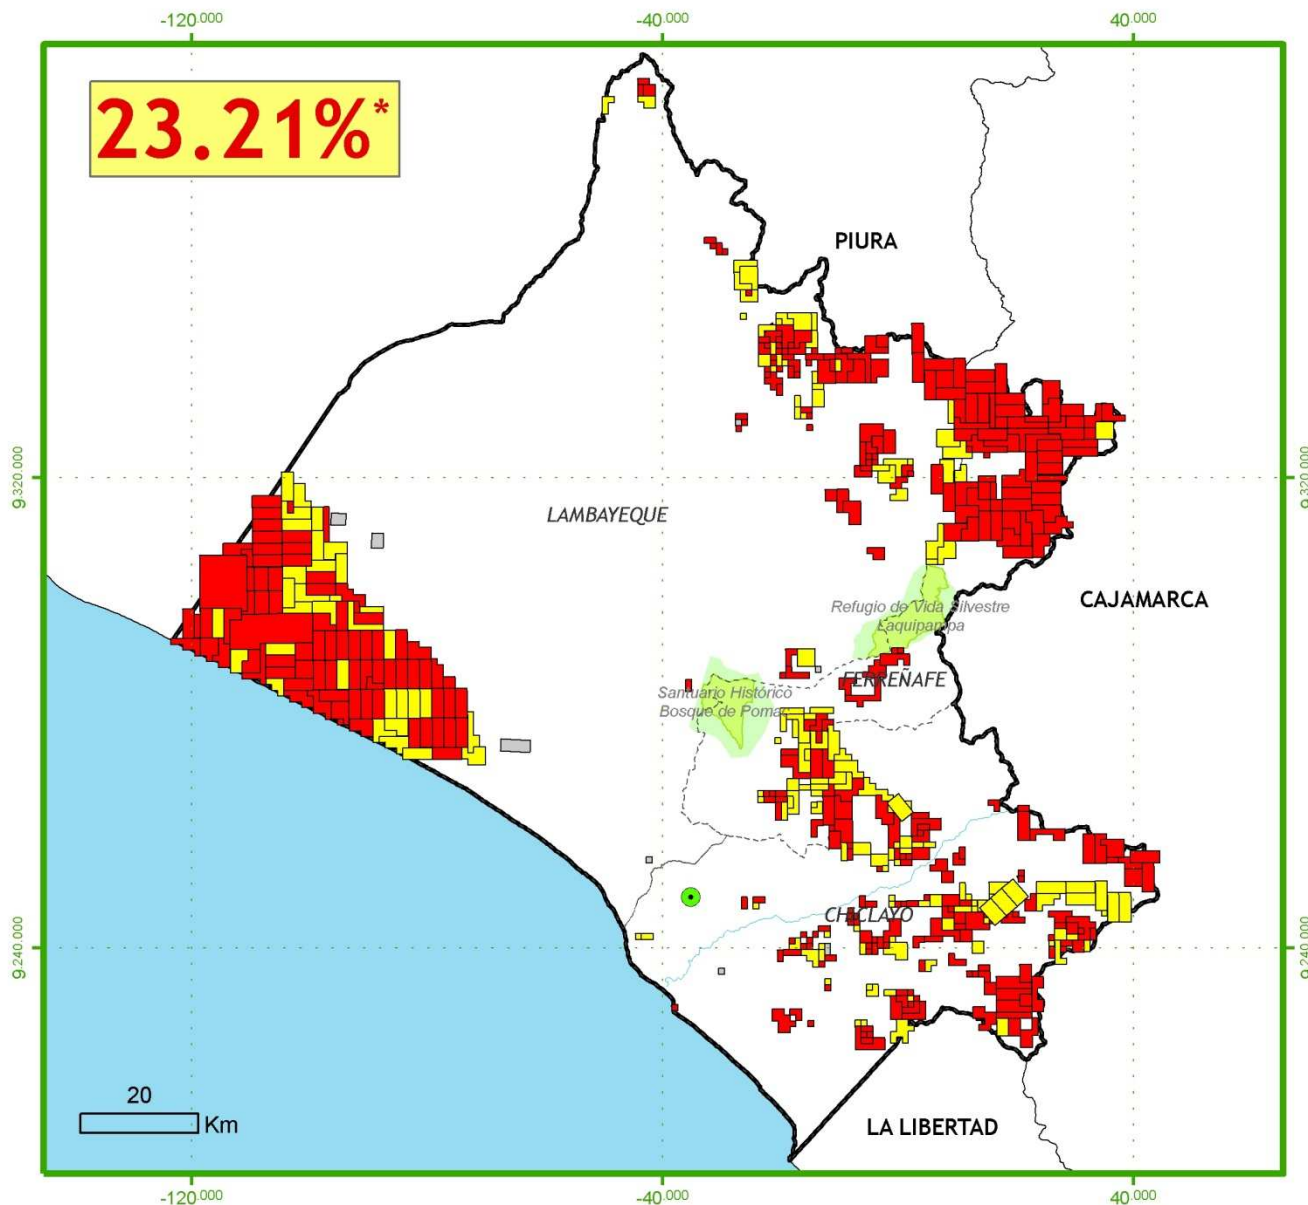 -120.000
-40.000
40.000
23.21%*
PIURA
9 320.000
9 320.000
LAMBAYEQUE
CAJAMARCA
Refugio de Vida Silvestre
Laquipampa
FERREÑAFE
Santuario Histórico
Bosque de Pomac
CHICLAYO
9 240.000
9 240.000
20
Km
LA LIBERTAD
-120.000
-40.000
40.000